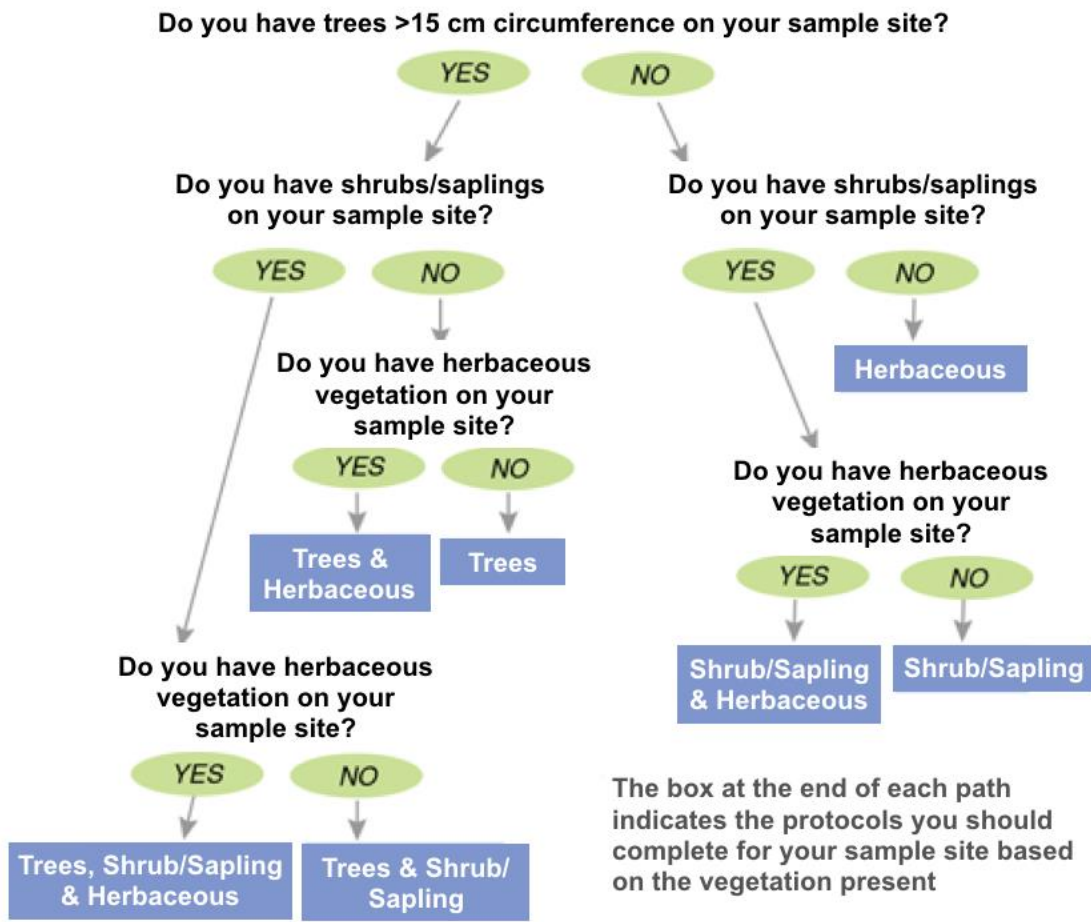 Do you have trees >15 cm circumference on your sample site?
YES
NO
Do you have shrubs/saplings
on your sample site?
YES
NO
Do you have herbaceous
vegetation on your
sample site?
YES
NO
Trees &
Herbaceous
Trees
Do you have herbaceous
vegetation on your
sample site?
YES
NO
Trees, Shrub/Sapling
& Herbaceous
Trees & Shrub/
Sapling
Do you have shrubs/saplings
on your sample site?
YES
NO
Herbaceous
Do you have herbaceous
vegetation on your
sample site?
YES
NO
Shrub/Sapling
& Herbaceous
Shrub/Sapling
The box at the end of each path
indicates the protocols you should
complete for your sample site based
on the vegetation present